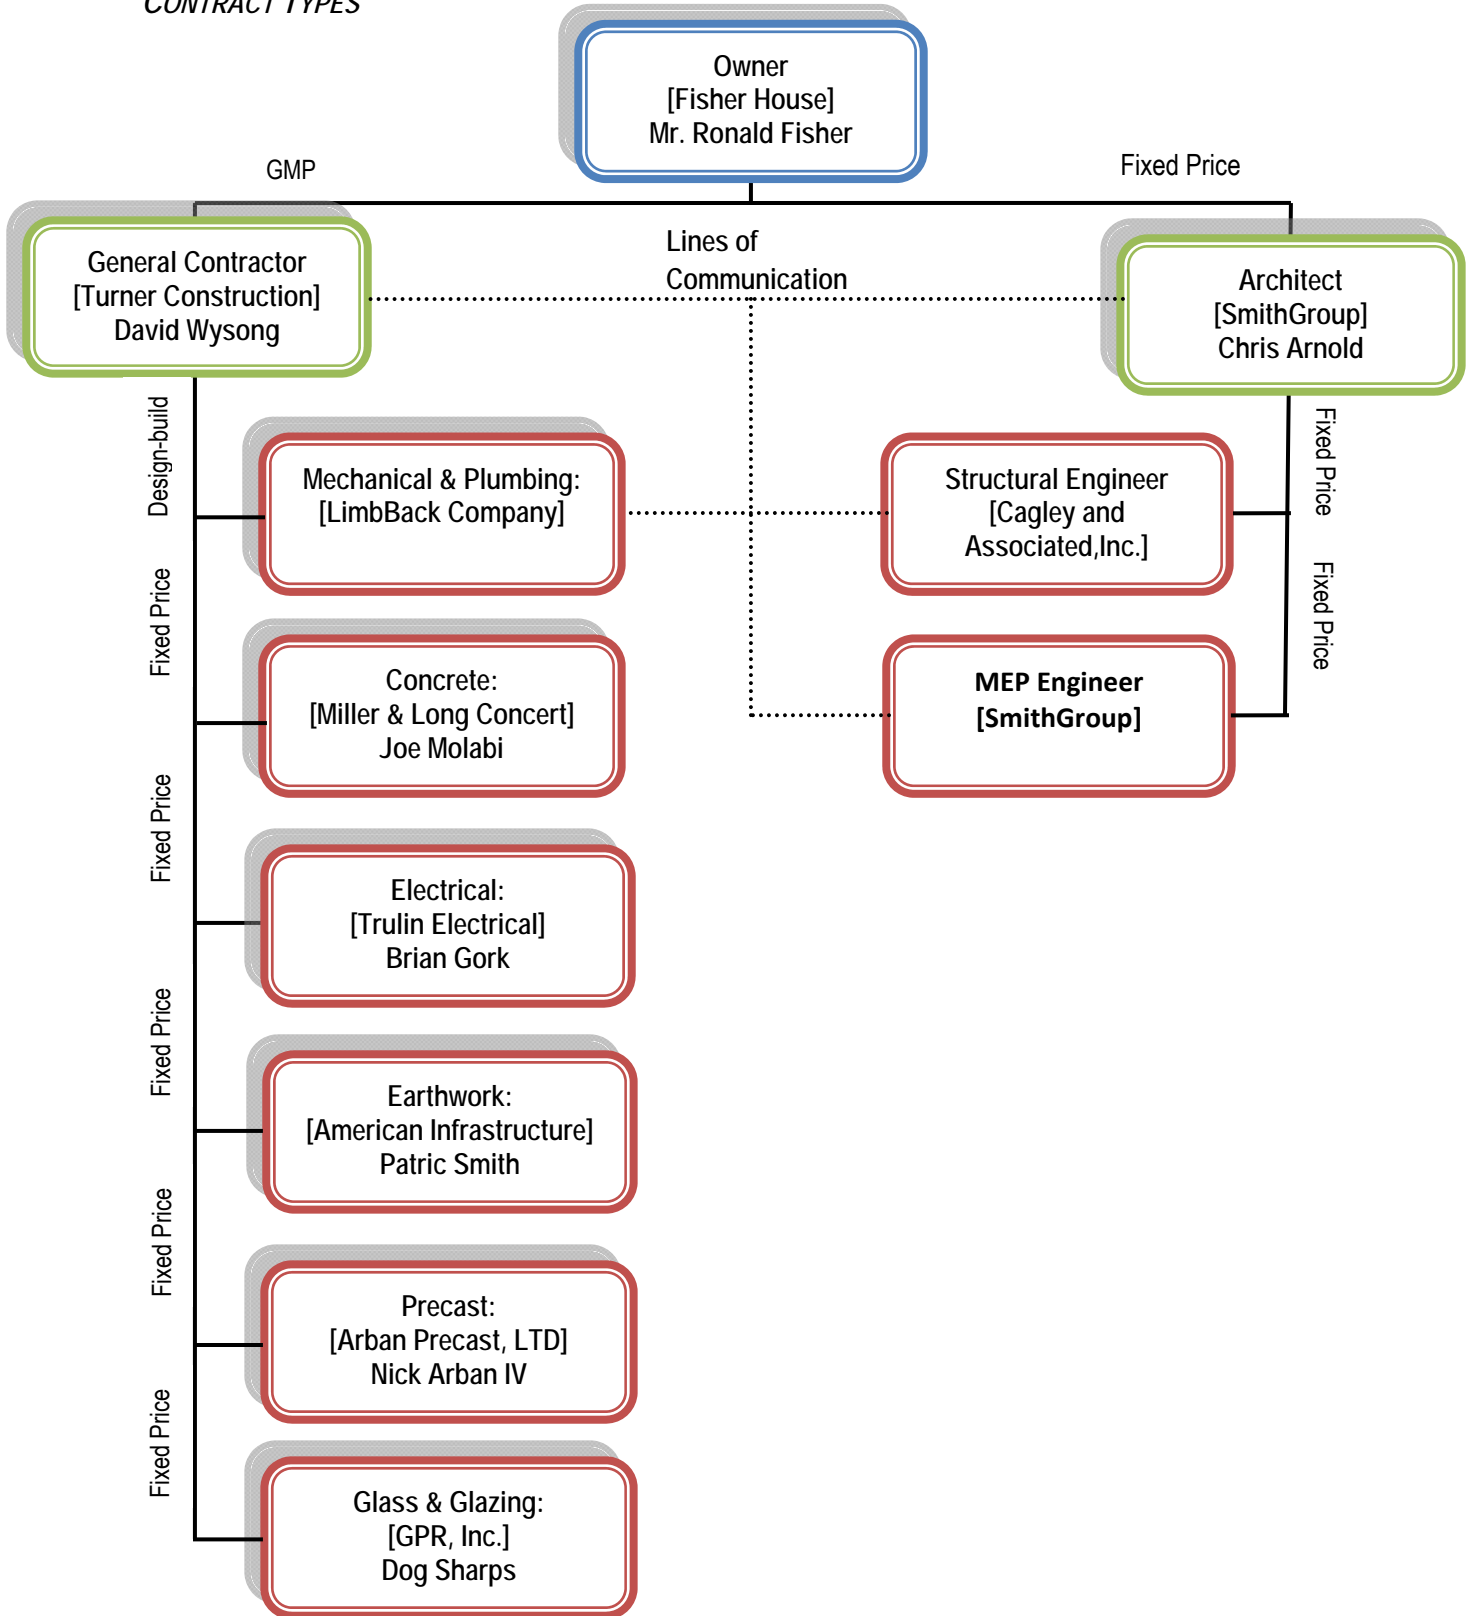 CONTRACT TYPES
Owner
[Fisher House]
Mr. Ronald Fisher
GMP
Fixed Price
General Contractor
[Turner Construction]
David Wysong
Lines of
Communication
Architect
[SmithGroup]
Chris Arnold
Design-build
Mechanical & Plumbing:
[LimbBack Company]
Structural Engineer
[Cagley and
Associated,Inc.]
Fixed Price
Fixed Price
Concrete:
[Miller & Long Concert]
Joe Molabi
MEP Engineer
[SmithGroup]
Fixed Price
Fixed Price
Electrical:
[Trulin Electrical]
Brian Gork
Fixed Price
Earthwork:
[American Infrastructure]
Patric Smith
Fixed Price
Precast:
[Arban Precast, LTD]
Nick Arban IV
Fixed Price
Glass & Glazing:
[GPR, Inc.]
Dog Sharps